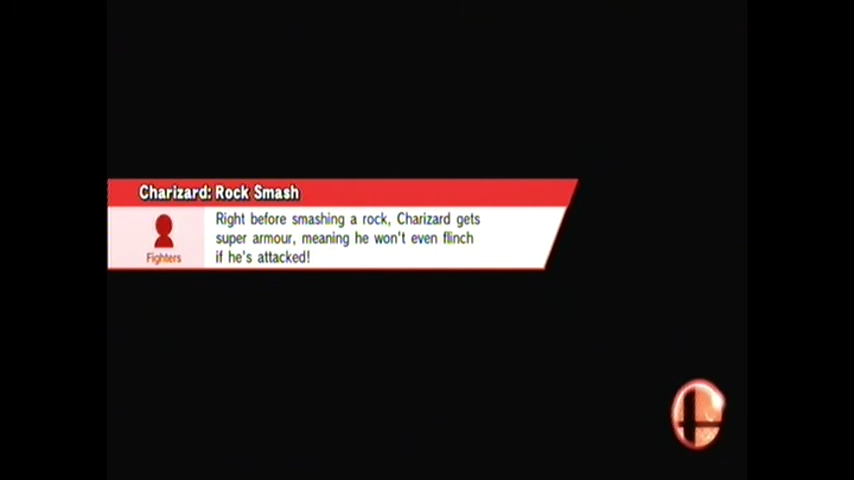 Charizard: Rock Smash
Right before smashing a rock, Charizard gets
super armour, meaning he won't even flinch
if he's attacked!
Fighters